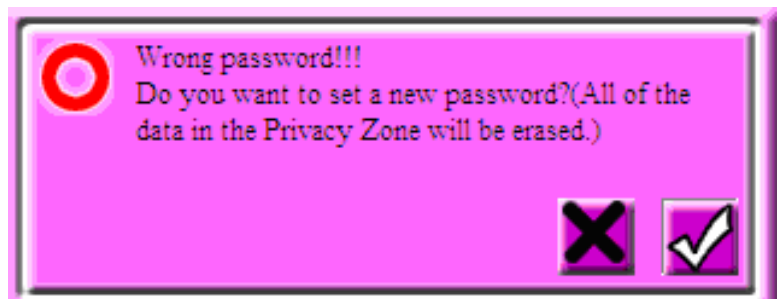 Wrong password!!!
Do you want to set a new password?(All of the
data in the Privacy Zone will be erased.)